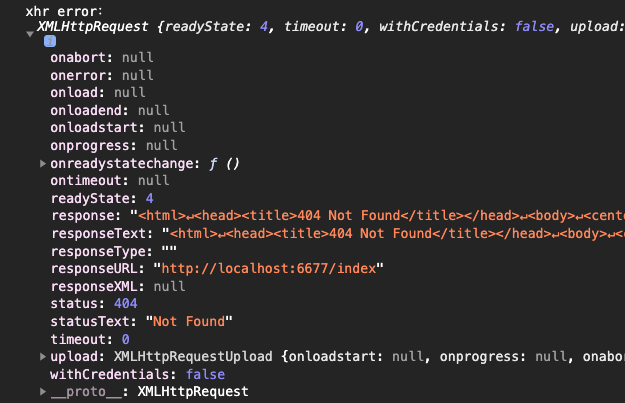 xhr error:
XMLHttpRequest {readyState: 4, timeout: 0, withCredentials: false, upload:
i
onabort: null
onerror: null
onload: null
onloadend: null
onloadstart: null
onprogress: null
onreadystatechange: ƒ ()
ontimeout: null
readyState: 4
response: "<html>↵<head><title>404 Not Found</title></head>↵<body>↵<cente
responseText: "<html>↵<head><title>404 Not Found</title></head>↵<body>↵<c
responseType: ""
responseURL: "http://localhost:6677/index"
responseXML: null
status: 404
statusText: "Not Found"
timeout: 0
upload: XMLHttpRequestUpload {onloadstart: null, onprogress: null, onabor
withCredentials: false
__proto__: XMLHttpRequest